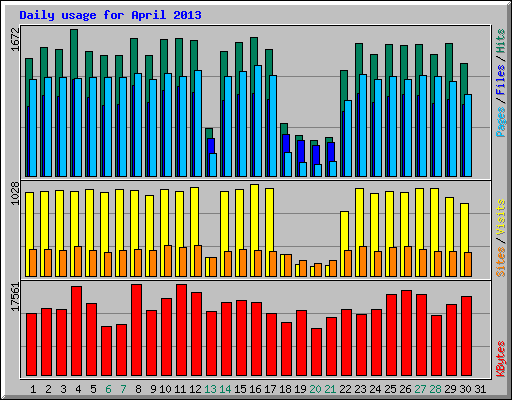 Daily usage for April 2013
1672
Pages / Files / Hits
1028
Sites / Visits
17561
KBytes
1 2 3 4 5 6 7 8 9 10 11 12 13 14 15 16 17 18 19 20 21 22 23 24 25 26 27 28 29 30 31